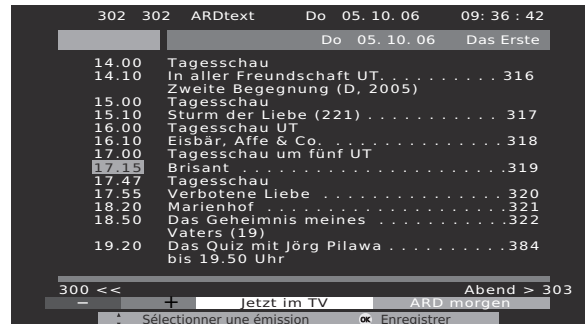 302 302 ARDtext Do 05. 10. 06 09: 36 : 42
Do 05. 10. 06 Das Erste
14.00 Tagesschau
14.10 In aller Freundschaft UT. . . . . . . . . . . 316
Zweite Begegnung (D, 2005)
15.00 Tagesschau
15.10 Sturm der Liebe (221) . . . . . . . . . . . . . 317
16.00 Tagesschau UT
16.10 Eisbär, Affe & Co. . . . . . . . . . . . . . . . . 318
17.00 Tagesschau um fünf UT
17.15 Brisant . . . . . . . . . . . . . . . . . . . . . . . .319
17.47 Tagesschau
17.55 Verbotene Liebe . . . . . . . . . . . . . . . . . 320
18.20 Marienhof . . . . . . . . . . . . . . . . . . . . . .321
18.50 Das Geheimnis meines . . . . . . . . . . . .322
Vaters (19)
19.20 Das Quiz mit Jörg Pilawa . . . . . . . . . .384
bis 19.50 Uhr
300 << Abend > 303
− + Jetzt im TV ARD morgen
Sélectionner une émission OK Enregistrer